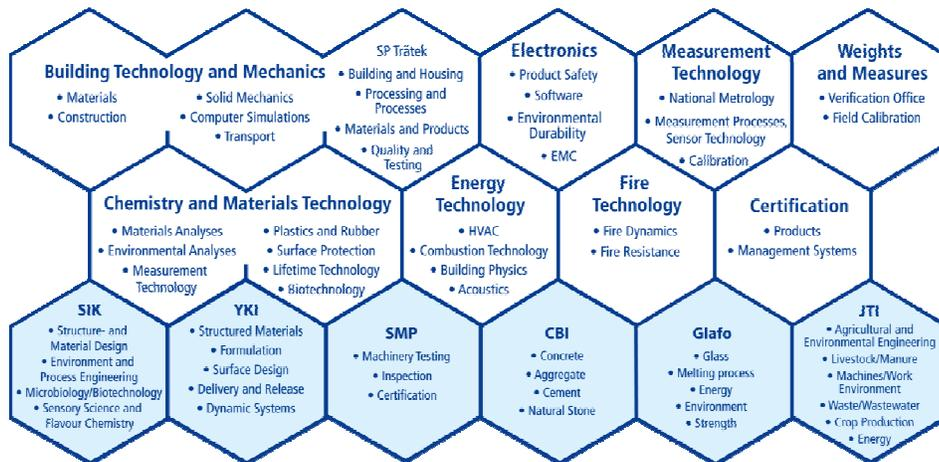 Building Technology and Mechanics
• Materials
• Construction
• Solid Mechanics
• Computer Simulations
• Transport
SP Trätek
• Building and Housing
• Processing and
Processes
• Materials and Products
• Quality and
Testing
Electronics
• Product Safety
• Software
• Environmental
Durability
• EMC
Measurement
Technology
• National Metrology
• Measurement Processes,
Sensor Technology
• Calibration
Weights
and Measures
• Verification Office
• Field Calibration
Chemistry and Materials Technology
• Materials Analyses
• Environmental Analyses
• Measurement
Technology
• Plastics and Rubber
• Surface Protection
• Lifetime Technology
• Biotechnology
Energy
Technology
• HVAC
• Combustion Technology
• Building Physics
• Acoustics
Fire
Technology
• Fire Dynamics
• Fire Resistance
Certification
• Products
• Management Systems
SIK
• Structure- and
Material Design
• Environment and
Process Engineering
• Microbiology/Biotechnology
• Sensory Science and
Flavour Chemistry
YKI
• Structured Materials
• Formulation
• Surface Design
• Delivery and Release
• Dynamic Systems
SMP
• Machinery Testing
• Inspection
• Certification
CBI
• Concrete
• Aggregate
• Cement
• Natural Stone
Glafo
• Glass
• Melting process
• Energy
• Environment
• Strength
JTI
• Agricultural and
Environmental Engineering
• Livestock/Manure
• Machines/Work
Environment
• Waste/Wastewater
• Crop Production
• Energy